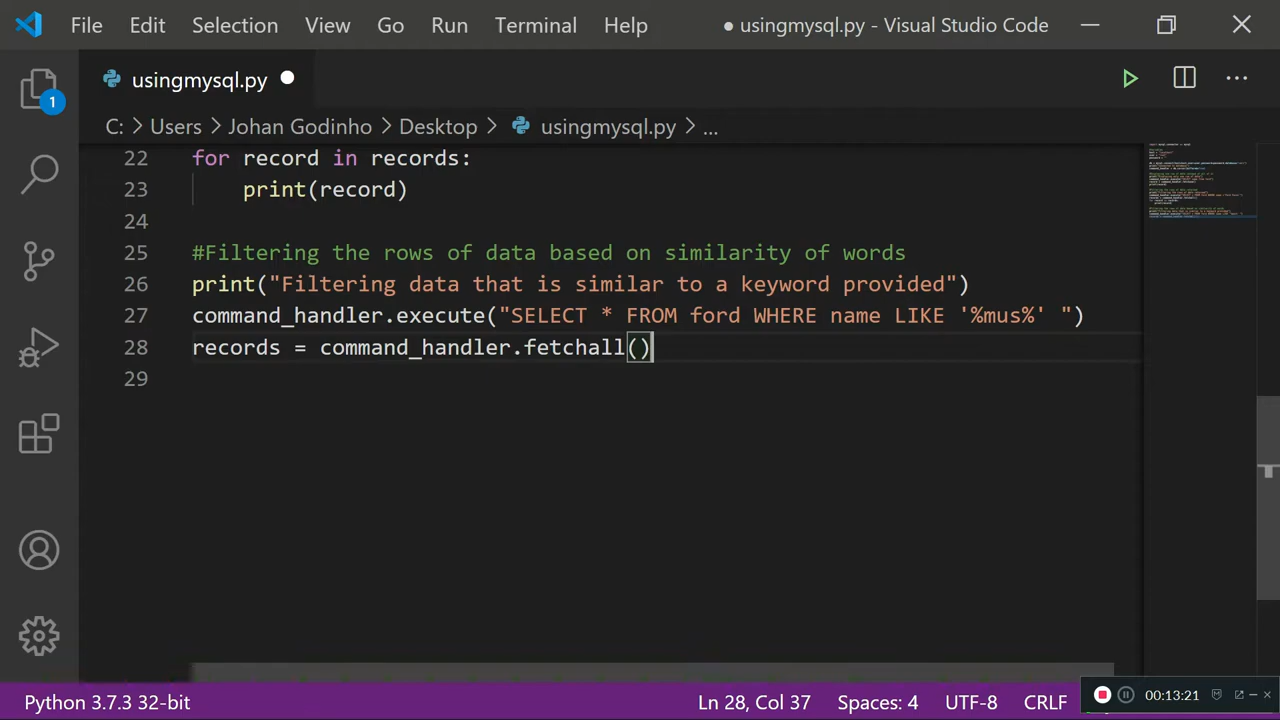 File Edit Selection View Go Run Terminal Help ● usingmysql.py - Visual Studio Code
usingmysql.py
C: > Users > Johan Godinho > Desktop > usingmysql.py > ...
1
22 for record in records:
23 print(record)
24
25 #Filtering the rows of data based on similarity of words
26 print("Filtering data that is similar to a keyword provided")
27 command_handler.execute("SELECT * FROM ford WHERE name LIKE '%mus%' ")
28 records = command_handler.fetchall()
29
Python 3.7.3 32-bit Ln 28, Col 37 Spaces: 4 UTF-8 CRLF 00:13:21